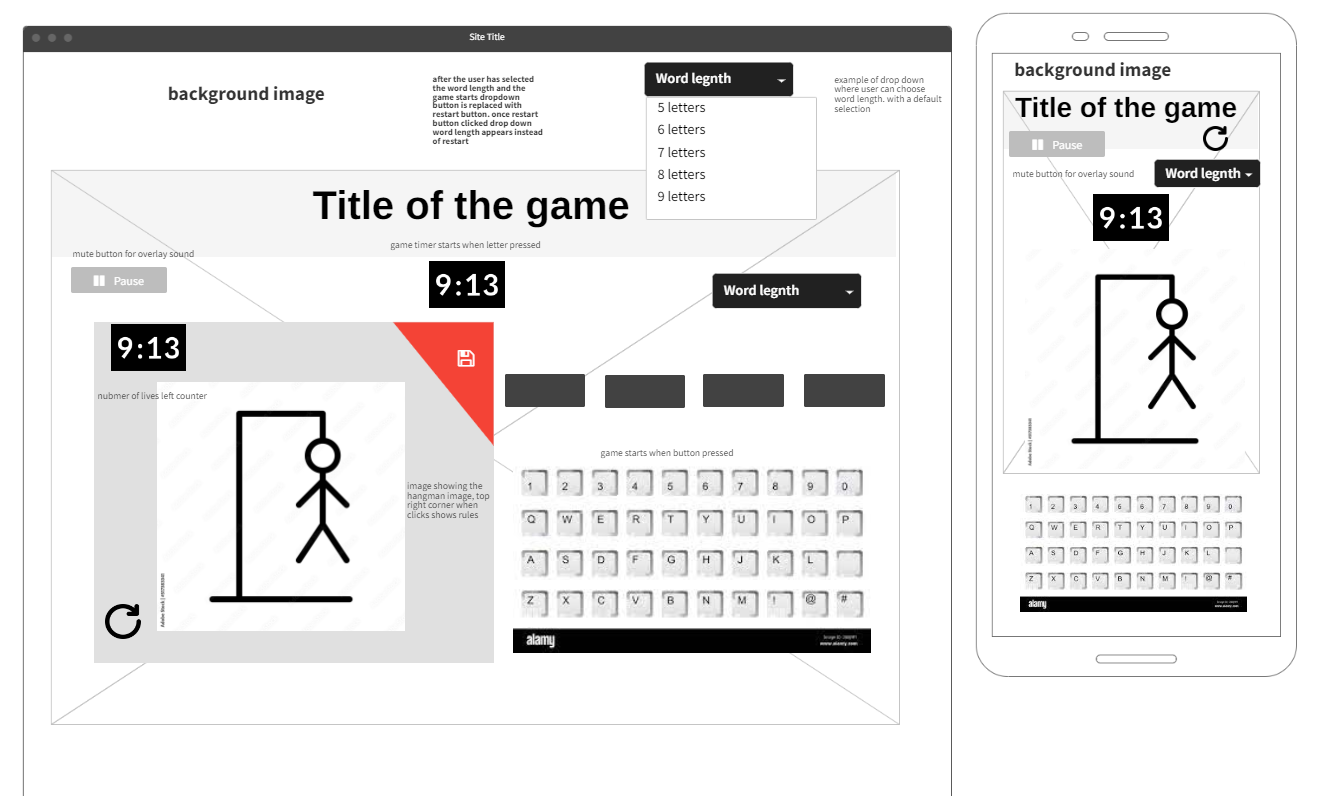 Site Title
background image
after the user has selected
the word length and the
game starts dropdown
button is replaced with
restart button. once restart
button clicked drop down
word length appears instead
of restart
Word legnth
5 letters
6 letters
7 letters
8 letters
9 letters
example of drop down
where user can choose
word length. with a default
selection
Title of the game
game timer starts when letter pressed
mute button for overlay sound
Pause
9:13
Word legnth
9:13
nubmer of lives left counter
image showing the
hangman image, top
right corner when
clicks shows rules
game starts when button pressed
1 2 3 4 5 6 7 8 9 0
Q W E R T Y U I O P
A S D F G H J K L
Z X C V B N M ! @ #
alamy
www.alamy.com
background image
Title of the game
Pause
mute button for overlay sound
Word legnth
9:13
1 2 3 4 5 6 7 8 9 0
Q W E R T Y U I O P
A S D F G H J K L
Z X C V B N M ! @ #
alamy